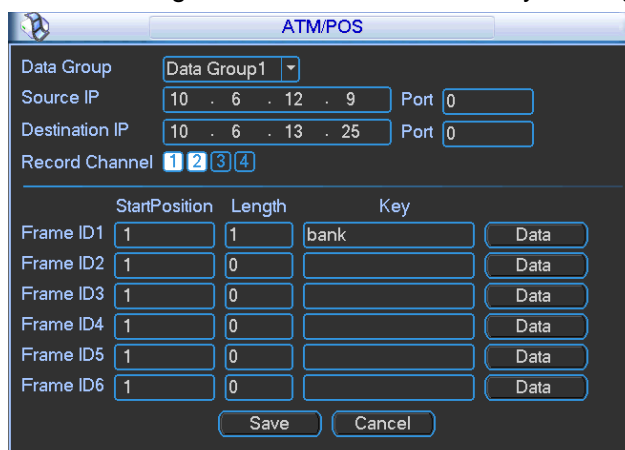 ATM/POS
Data Group Data Group1
Source IP 10 . 6 . 12 . 9 Port 0
Destination IP 10 . 6 . 13 . 25 Port 0
Record Channel 1 2 3 4
StartPosition Length Key
Frame ID1 1 1 bank Data
Frame ID2 1 0 Data
Frame ID3 1 0 Data
Frame ID4 1 0 Data
Frame ID5 1 0 Data
Frame ID6 1 0 Data
Save Cancel